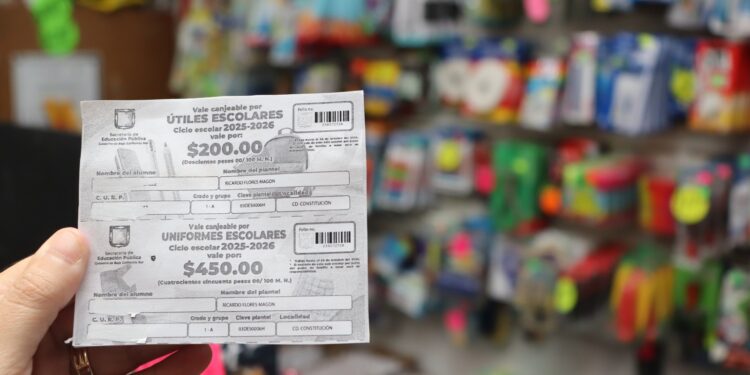 Vale canjeable por
ÚTILES ESCOLARES
Ciclo escolar 2025-2026
vale por:
$200.00
(Doscientos pesos 00/100 M. N.)
Secretaría de
Educación Pública
Folio no.
Nombre del alumno
Nombre del plantel
RICARDO FLORES MAGON
C. U. R. P.
Grado y grupo
Clave plantel
Localidad
1 - A
CD. CONSTITUCIÓN
Vale canjeable por
UNIFORMES ESCOLARES
Ciclo escolar 2025-2026
vale por:
$450.00
(Cuatrocientos cincuenta pesos 00/100 M. N.)
Secretaría de
Educación Pública
Folio no.
Nombre del alumno
Nombre del plantel
RICARDO FLORES MAGON
C. U. R. P.
Grado y grupo
Clave plantel
Localidad
1 - A
CD. CONSTITUCIÓN